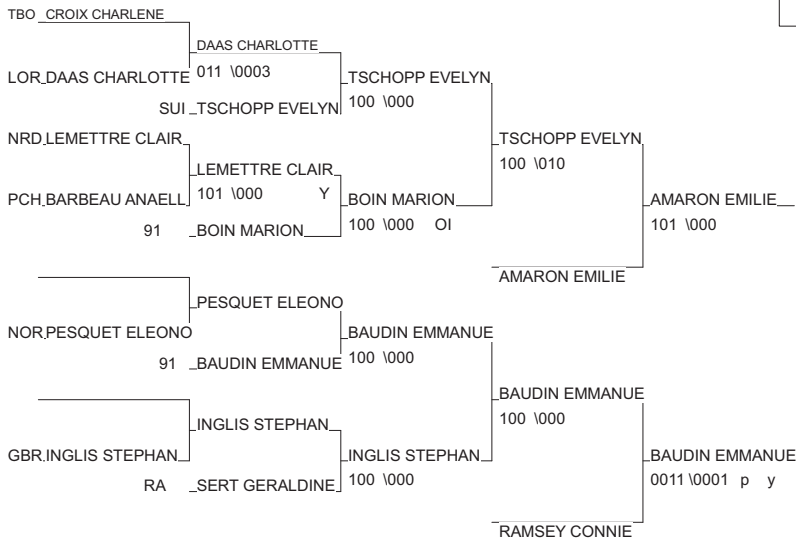 TBO CROIX CHARLENE
DAAS CHARLOTTE
LOR DAAS CHARLOTTE 011 \0003 TSCHOPP EVELYN
SUI TSCHOPP EVELYN 100 \000
NRD LEMETTRE CLAIR TSCHOPP EVELYN
LEMETTRE CLAIR 100 \010
PCH BARBEAU ANAELL 101 \000 Y BOIN MARION AMARON EMILIE
91 BOIN MARION 100 \000 OI 101 \000
AMARON EMILIE
PESQUET ELEONO
NOR PESQUET ELEONO BAUDIN EMMANUE
91 BAUDIN EMMANUE 100 \000
BAUDIN EMMANUE
INGLIS STEPHAN 100 \000
GBR INGLIS STEPHAN INGLIS STEPHAN BAUDIN EMMANUE
RA SERT GERALDINE 100 \000 0011 \0001 p y
RAMSEY CONNIE